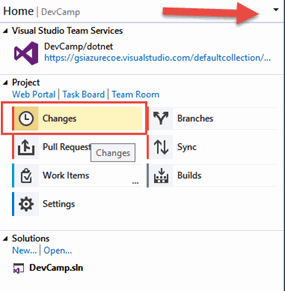 Home | DevCamp
Visual Studio Team Services
DevCamp/dotnet
https://gsiazurecoe.visualstudio.com/defaultcollection/...
Project
Web Portal | Task Board | Team Room
Changes
Branches
Pull Request
Sync
Changes
Work Items
...
Builds
Settings
Solutions
New... | Open...
DevCamp.sln